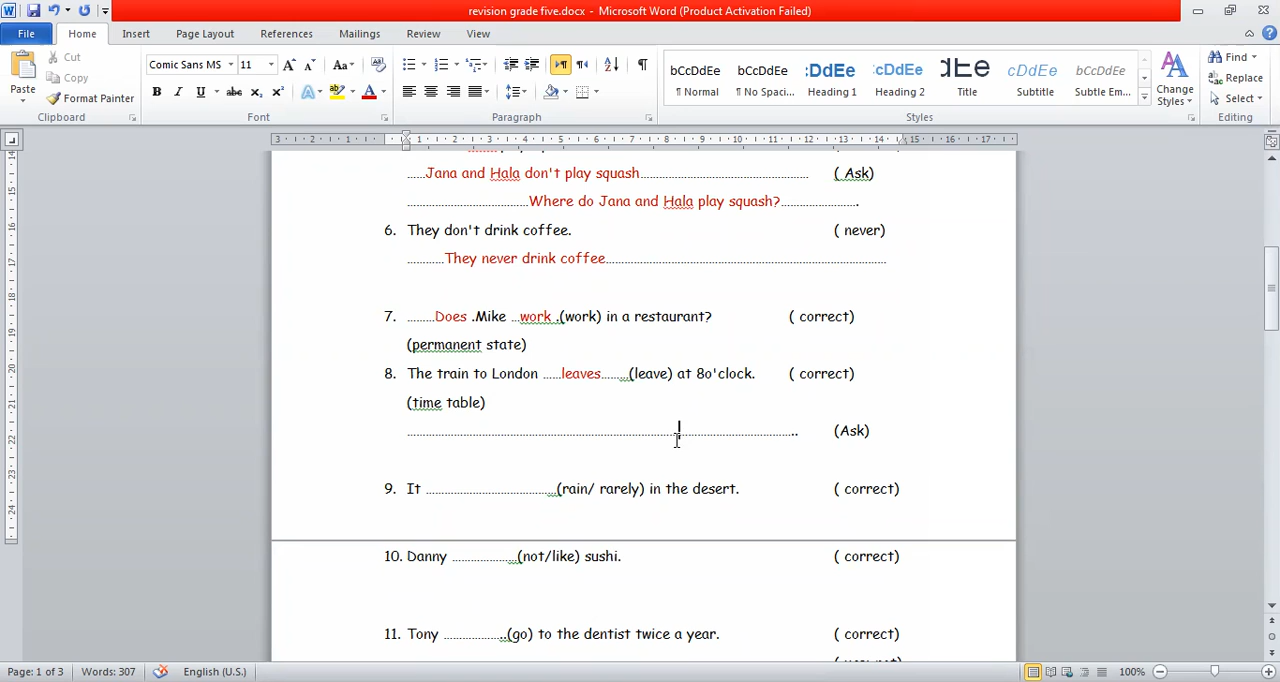 revision grade five.docx - Microsoft Word (Product Activation Failed)
File Home Insert Page Layout References Mailings Review View
Cut
Copy
Format Painter
Paste
Clipboard
Comic Sans MS 11
Font
Paragraph
AaBbCcDdEe
¶ Normal ¶ No Spaci... Heading 1 Heading 2 Title Subtitle Subtle Em...
Styles
Change Styles
Find
Replace
Select
Editing
......Jana and Hala don't play squash.................................................. ( Ask)
...................................Where do Jana and Hala play squash?......................
6. They don't drink coffee. ( never)
...........They never drink coffee..................................................................................
7. .........Does .Mike ...work .(work) in a restaurant? ( correct)
(permanent state)
8. The train to London ......leaves.........(leave) at 8o'clock. ( correct)
(time table)
................................................................................................................ (Ask)
9. It ......................................(rain/ rarely) in the desert. ( correct)
10. Danny ...................(not/like) sushi. ( correct)
11. Tony ..................(go) to the dentist twice a year. ( correct)
Page: 1 of 3 Words: 307 English (U.S.) 100%